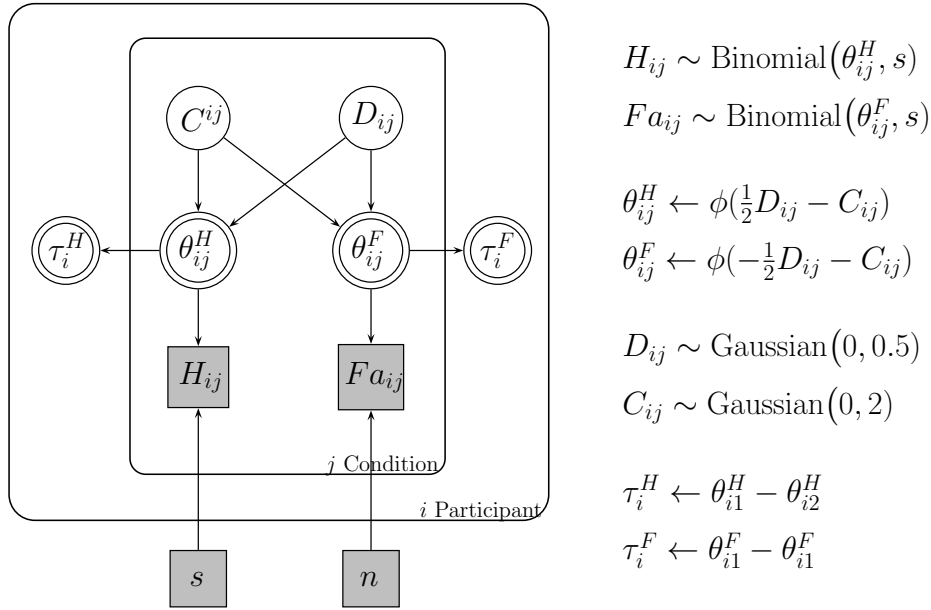 C^{ij} D_{ij}
τ_i^H θ_{ij}^H θ_{ij}^F τ_i^F
H_{ij} Fa_{ij}
j Condition
i Participant
s n
H_{ij} ∼ Binomial(θ_{ij}^H, s)
Fa_{ij} ∼ Binomial(θ_{ij}^F, s)
θ_{ij}^H ← ϕ(½D_{ij} − C_{ij})
θ_{ij}^F ← ϕ(−½D_{ij} − C_{ij})
D_{ij} ∼ Gaussian(0, 0.5)
C_{ij} ∼ Gaussian(0, 2)
τ_i^H ← θ_{i1}^H − θ_{i2}^H
τ_i^F ← θ_{i1}^F − θ_{i1}^F